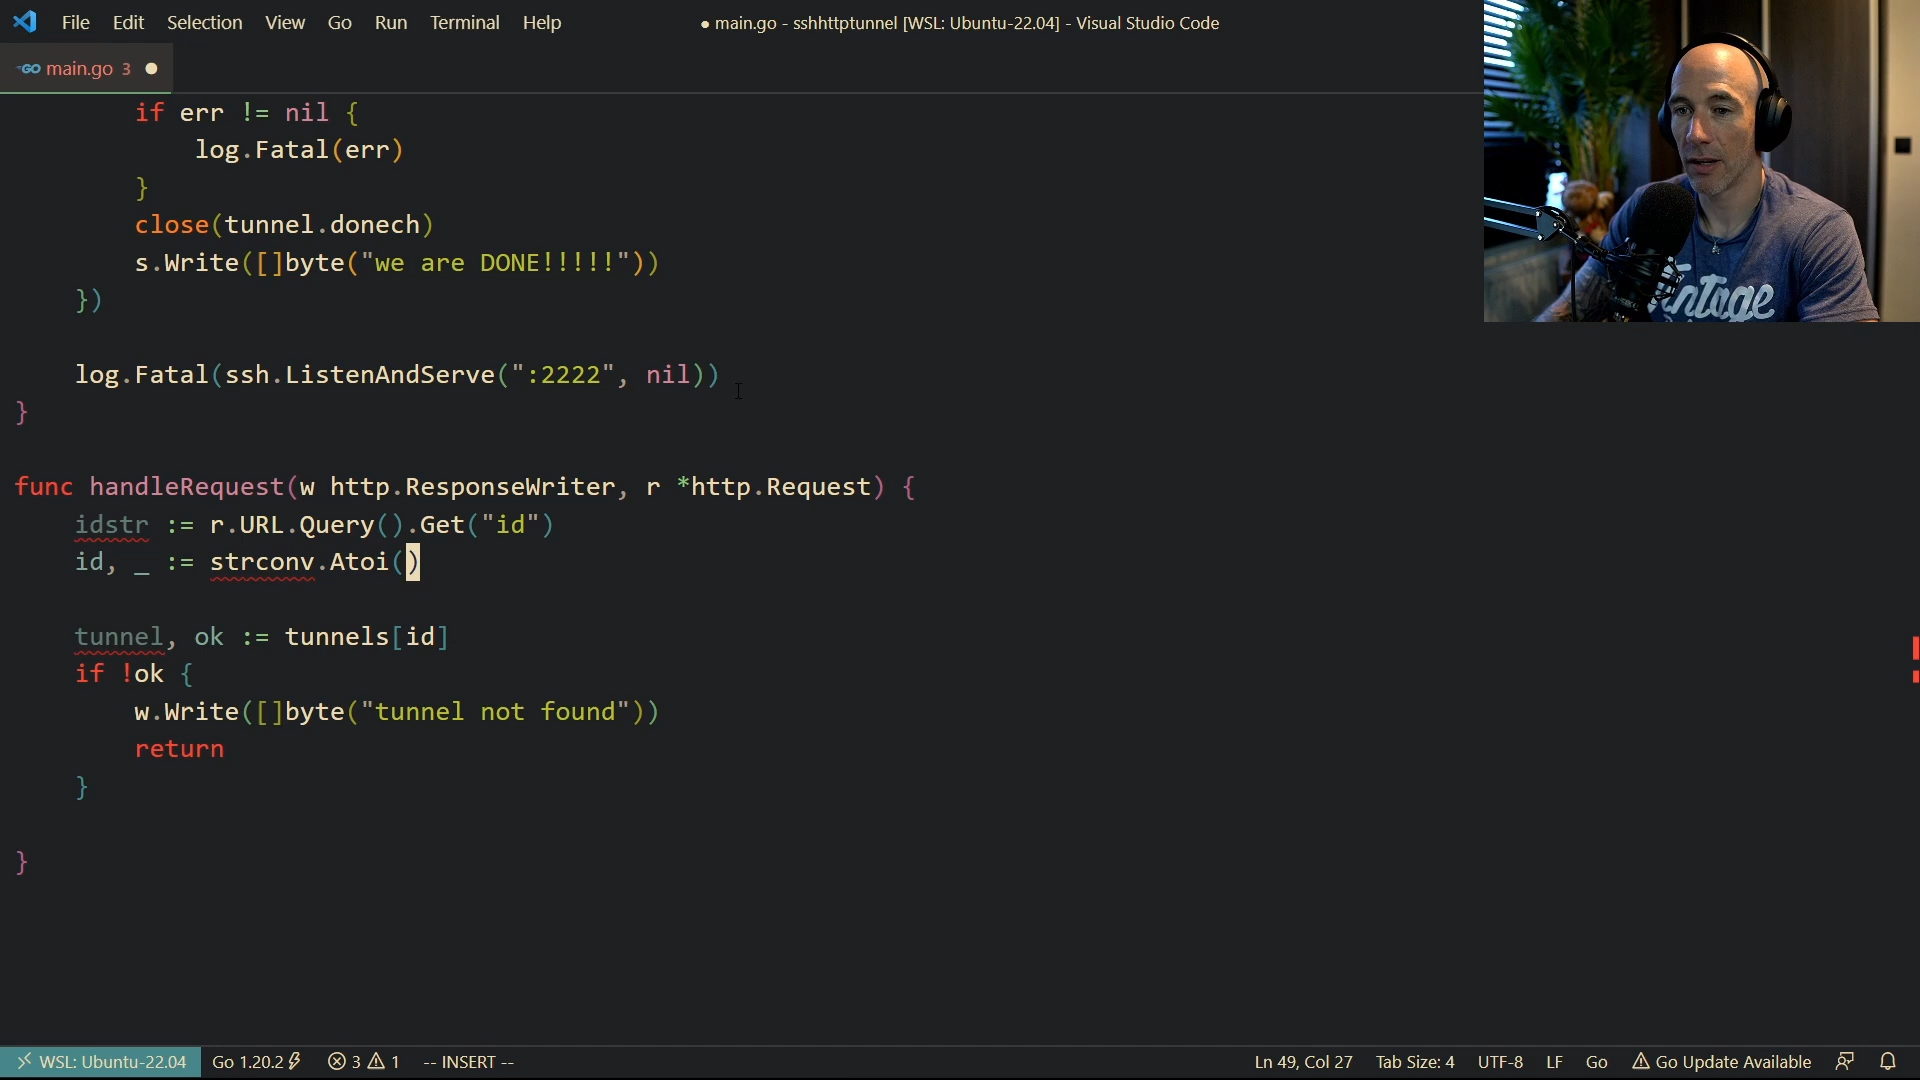 File Edit Selection View Go Run Terminal Help
● main.go - sshhttptunnel [WSL: Ubuntu-22.04] - Visual Studio Code
GO main.go 3 ●
if err != nil {
log.Fatal(err)
}
close(tunnel.donech)
s.Write([]byte("we are DONE!!!!!"))
})
log.Fatal(ssh.ListenAndServe(":2222", nil))
}
func handleRequest(w http.ResponseWriter, r *http.Request) {
idstr := r.URL.Query().Get("id")
id, _ := strconv.Atoi()
tunnel, ok := tunnels[id]
if !ok {
w.Write([]byte("tunnel not found"))
return
}
}
WSL: Ubuntu-22.04 Go 1.20.2 3 1 -- INSERT -- Ln 49, Col 27 Tab Size: 4 UTF-8 LF Go Go Update Available